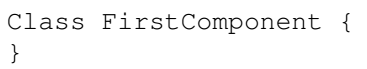 Class FirstComponent {
}